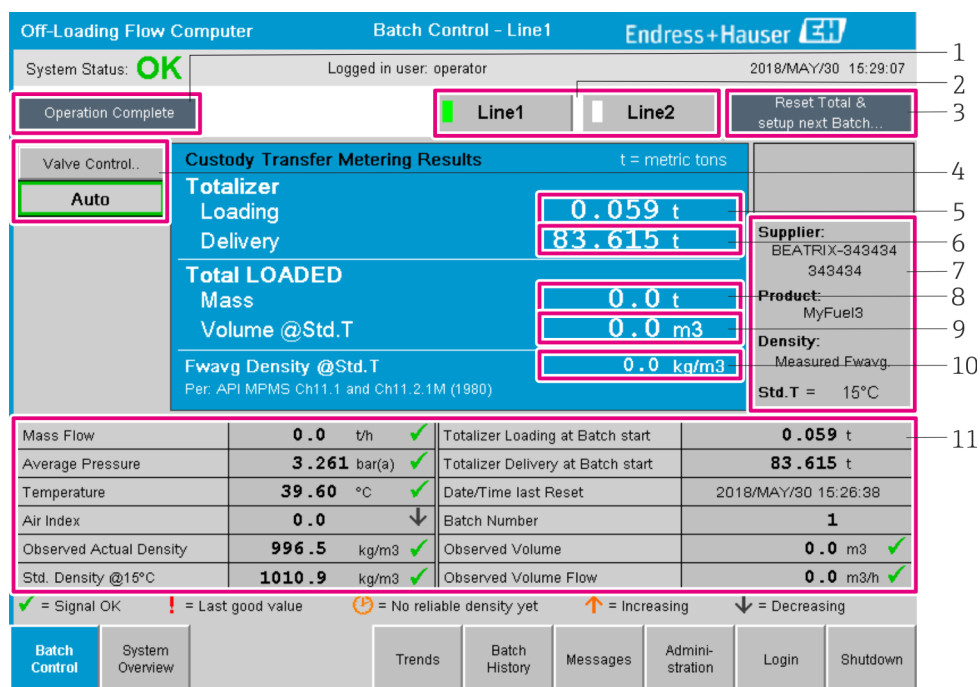 Off-Loading Flow Computer Batch Control - Line1 Endress+Hauser EH
System Status: OK Logged in user: operator 2018/MAY/30 15:29:07
1
2
3
Operation Complete Line1 Line2 Reset Total &
setup next Batch...
Valve Control..
Auto
4
Custody Transfer Metering Results t = metric tons
Totalizer
Loading 0.059 t 5
Delivery 83.615 t 6
Total LOADED
Mass 0.0 t 8
Volume @Std.T 0.0 m3 9
Fwavg Density @Std.T 0.0 kg/m3 10
Per: API MPMS Ch11.1 and Ch11.2.1M (1980)
Supplier:
BEATRIX-343434
343434
7
Product:
MyFuel3
Density:
Measured Fwavg.
Std.T = 15°C
Mass Flow 0.0 t/h ✓ Totalizer Loading at Batch start 0.059 t 11
Average Pressure 3.261 bar(a) ✓ Totalizer Delivery at Batch start 83.615 t
Temperature 39.60 °C ✓ Date/Time last Reset 2018/MAY/30 15:26:38
Air Index 0.0 ↓ Batch Number 1
Observed Actual Density 996.5 kg/m3 ✓ Observed Volume 0.0 m3 ✓
Std. Density @15°C 1010.9 kg/m3 ✓ Observed Volume Flow 0.0 m3/h ✓
✓ = Signal OK ! = Last good value = No reliable density yet ↑ = Increasing ↓ = Decreasing
Batch
Control
System
Overview
Trends
Batch
History
Messages
Admini-
stration
Login
Shutdown